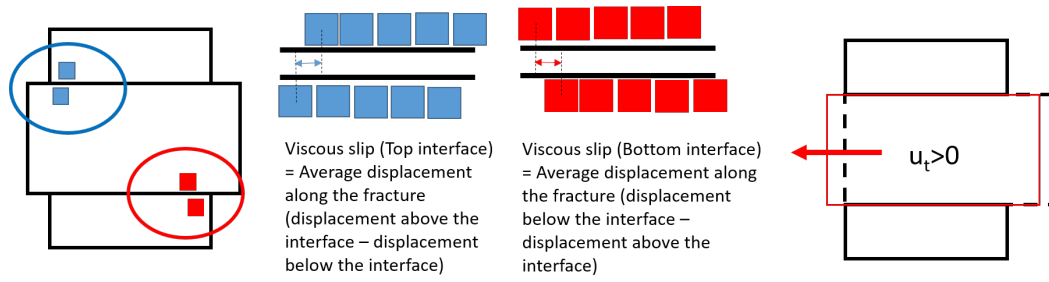 Viscous slip (Top interface)
= Average displacement
along the fracture
(displacement above the
interface – displacement
below the interface)
Viscous slip (Bottom interface)
= Average displacement along
the fracture (displacement
below the interface –
displacement above the
interface)
uₜ>0